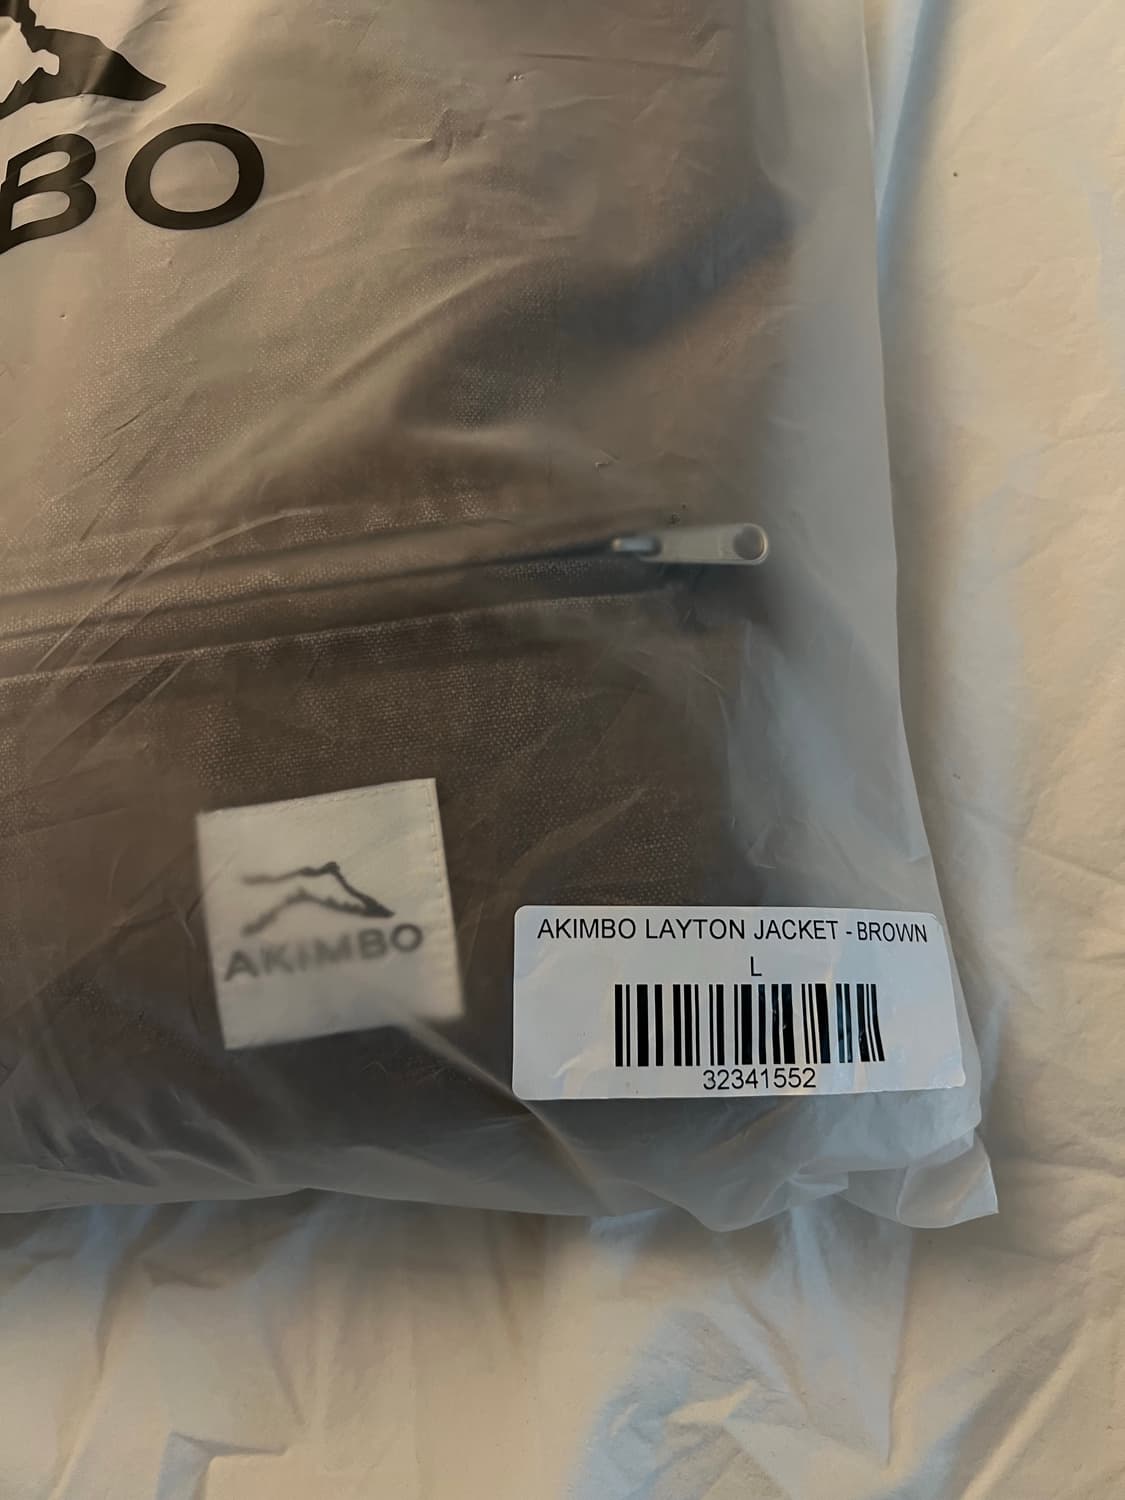 BO
AKIMBO
AKIMBO LAYTON JACKET - BROWN
L
32341552